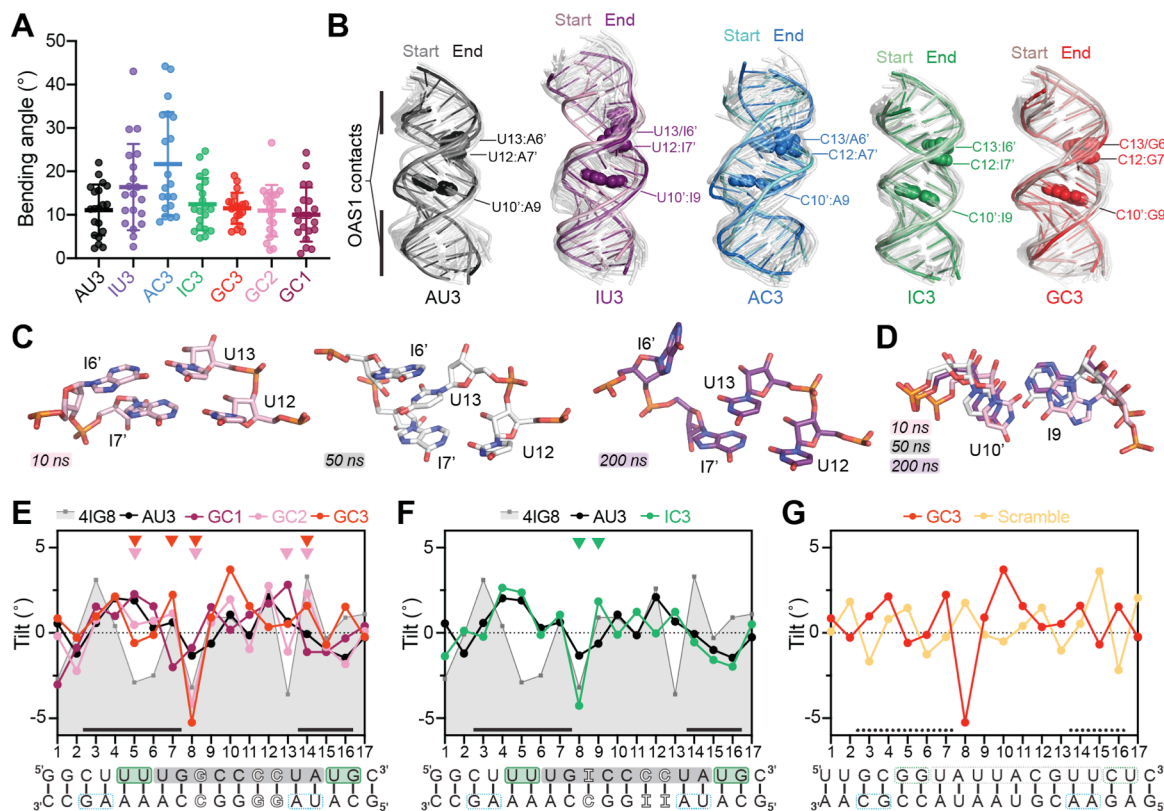 A
Bending angle (°)
50
40
30
20
10
0
AU3
IU3
AC3
IC3
GC3
GC2
GC1
B
OAS1 contacts
Start End
U13:A6'
U12:A7'
U10':A9
AU3
Start End
U13/I6'
U12:I7'
U10':I9
IU3
Start End
C13/A6'
C12:A7'
C10':A9
AC3
Start End
C13:I6'
C12:I7'
C10':I9
IC3
Start End
C13/G6
C12:G7
C10':G9
GC3
C
I6'
U13
U12
I7'
10 ns
I6'
U13
U12
I7'
50 ns
I6'
U13
U12
I7'
200 ns
D
10 ns
50 ns
200 ns
U10'
I9
E
4IG8 AU3 GC1 GC2 GC3
Tilt (°)
5
0
-5
1 2 3 4 5 6 7 8 9 10 11 12 13 14 15 16 17
5' G G C U U U U G G C C C C U A U G C 3'
3' C C G A A A A C C G G G G A U A C G 5'
F
4IG8 AU3 IC3
Tilt (°)
5
0
-5
1 2 3 4 5 6 7 8 9 10 11 12 13 14 15 16 17
5' G G C U U U U G I C C C C U A U G C 3'
3' C C G A A A A C C G G I I A U A C G 5'
G
GC3 Scramble
Tilt (°)
5
0
-5
1 2 3 4 5 6 7 8 9 10 11 12 13 14 15 16 17